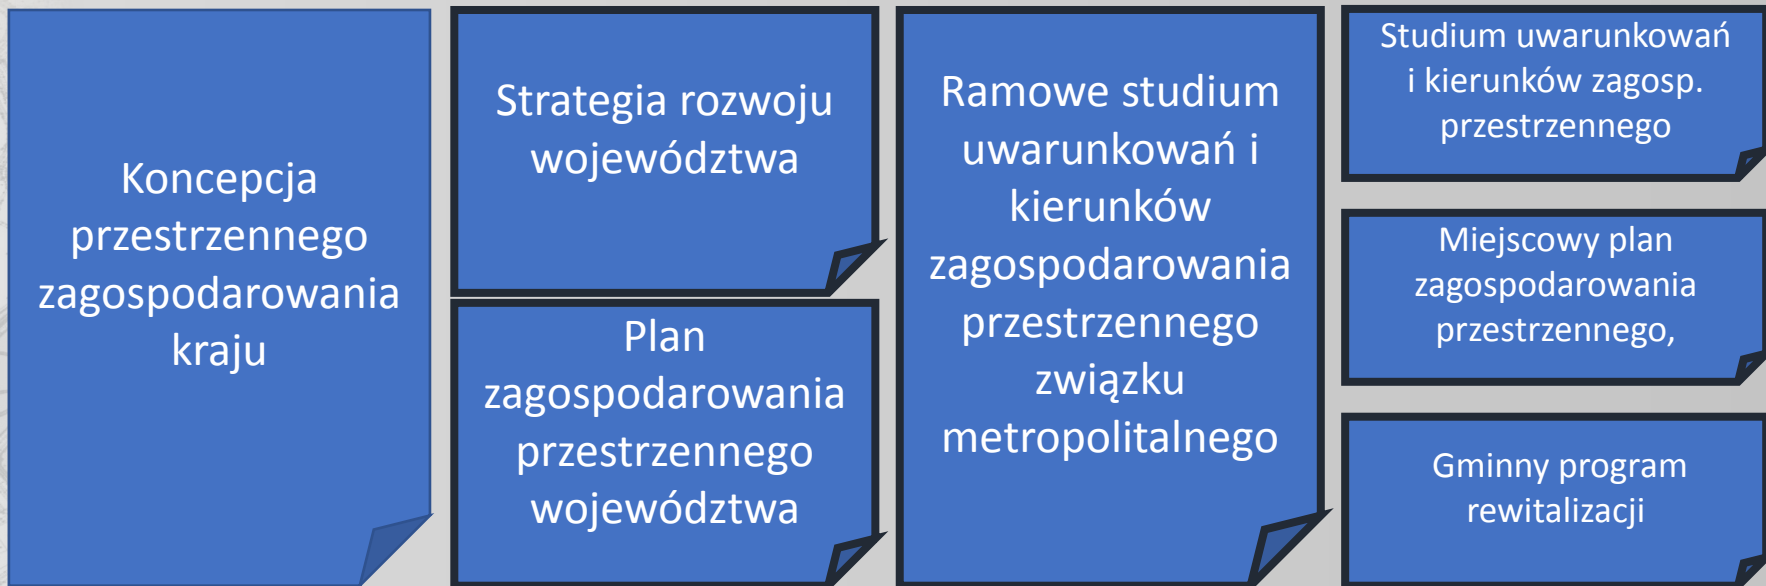 Koncepcja
przestrzennego
zagospodarowania
kraju
Strategia rozwoju
województwa
Plan
zagospodarowania
przestrzennego
województwa
Ramowe studium
uwarunkowań i
kierunków
zagospodarowania
przestrzennego
związku
metropolitalnego
Studium uwarunkowań
i kierunków zagosp.
przestrzennego
Miejscowy plan
zagospodarowania
przestrzennego,
Gminny program
rewitalizacji